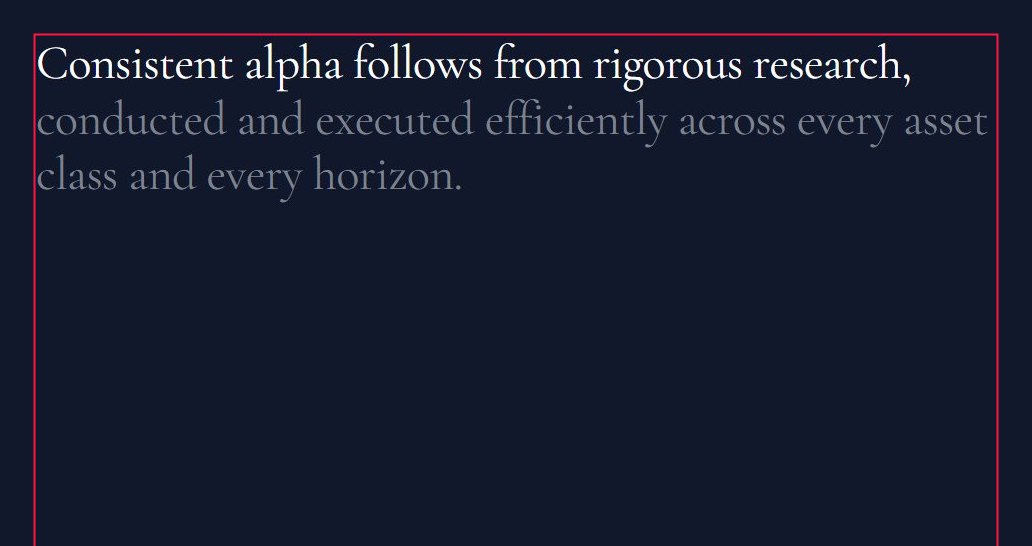 Consistent alpha follows from rigorous research,
conducted and executed efficiently across every asset
class and every horizon.